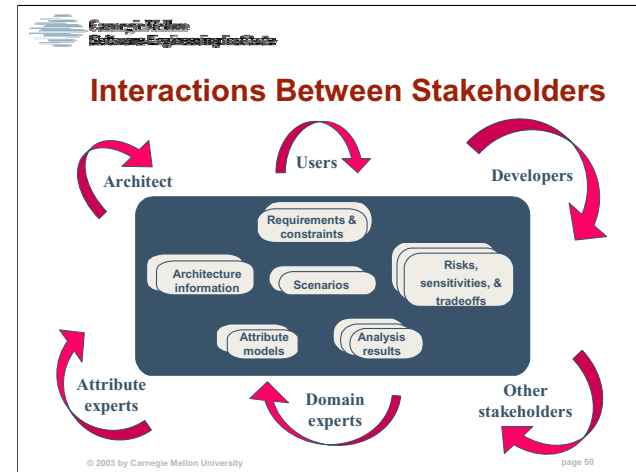 Carnegie Mellon
Software Engineering Institute
Interactions Between Stakeholders
Users
Architect
Developers
Requirements &
constraints
Architecture
information
Scenarios
Risks,
sensitivities, &
tradeoffs
Attribute
models
Analysis
results
Attribute
experts
Domain
experts
Other
stakeholders
© 2003 by Carnegie Mellon University
page 50